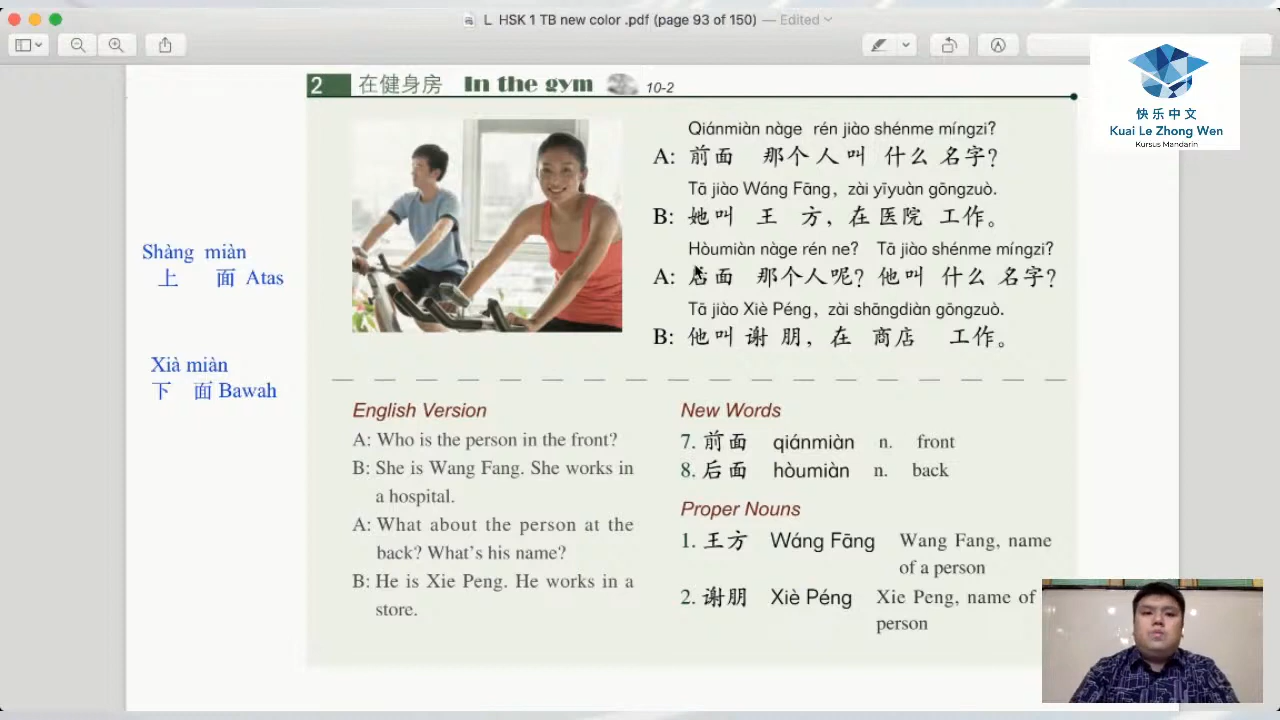 L HSK 1 TB new color .pdf (page 93 of 150) — Edited
快乐中文
Kuai Le Zhong Wen
Kursus Mandarin
2 在健身房 In the gym 10-2
Qiánmiàn nàge rén jiào shénme míngzi?
A: 前面 那个人叫 什么 名字?
Tā jiào Wáng Fāng, zài yīyuàn gōngzuò.
B: 她叫 王 方, 在 医院 工作。
Hòumiàn nàge rén ne? Tā jiào shénme míngzi?
A: 后面 那个人呢? 他叫 什么 名字?
Tā jiào Xiè Péng, zài shāngdiàn gōngzuò.
B: 他叫 谢 朋, 在 商店 工作。
Shàng miàn
上 面 Atas
Xià miàn
下 面 Bawah
English Version
A: Who is the person in the front?
B: She is Wang Fang. She works in
a hospital.
A: What about the person at the
back? What's his name?
B: He is Xie Peng. He works in a
store.
New Words
7. 前面 qiánmiàn n. front
8. 后面 hòumiàn n. back
Proper Nouns
1. 王方 Wáng Fāng Wang Fang, name
of a person
2. 谢朋 Xiè Péng Xie Peng, name of
person